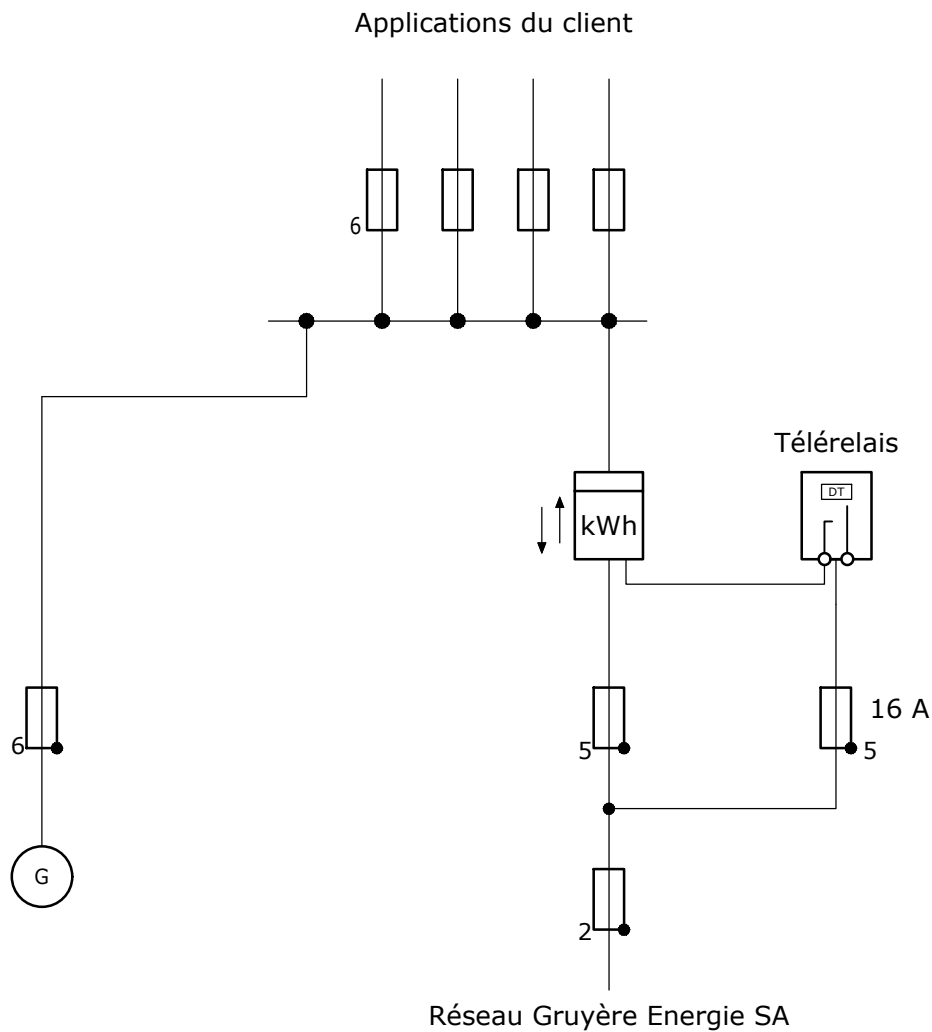 Applications du client
6
Télérelais
DT
kWh
16 A
6
5
5
G
2
Réseau Gruyère Energie SA